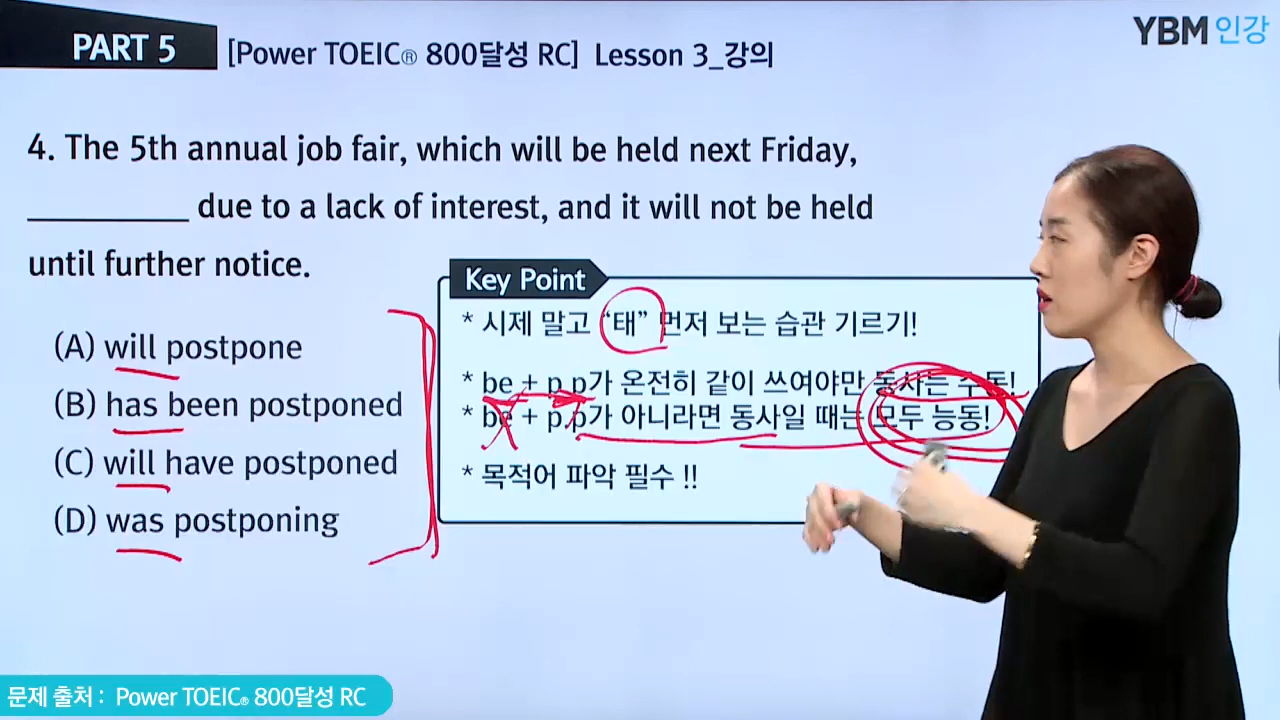 PART 5
[Power TOEIC® 800달성 RC] Lesson 3_강의
YBM 인강
4. The 5th annual job fair, which will be held next Friday,
________ due to a lack of interest, and it will not be held
until further notice.
(A) will postpone
(B) has been postponed
(C) will have postponed
(D) was postponing
Key Point
* 시제 말고 “태” 먼저 보는 습관 기르기!
* be + p.p가 온전히 같이 쓰여야만 동사는 수동!
* be + p.p가 아니라면 동사일 때는 모두 능동!
* 목적어 파악 필수 !!
문제 출처 : Power TOEIC® 800달성 RC